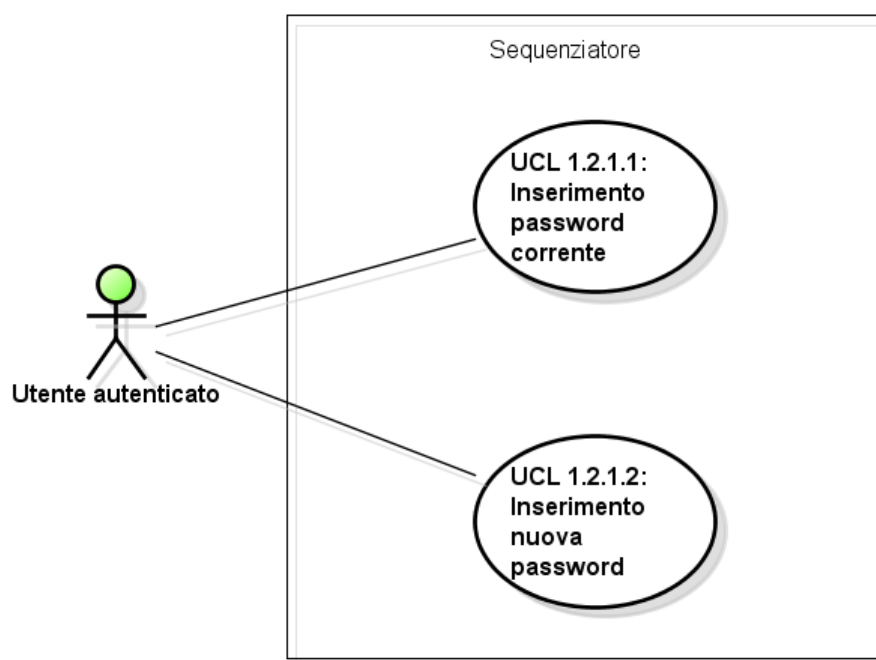 Sequenziatore
UCL 1.2.1.1:
Inserimento
password
corrente
Utente autenticato
UCL 1.2.1.2:
Inserimento
nuova
password